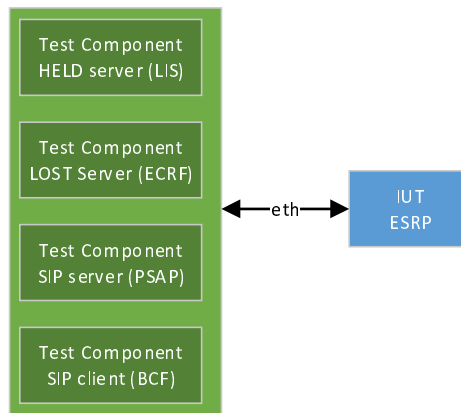 Test Component
HELD server (LIS)
Test Component
LOST Server (ECRF)
Test Component
SIP server (PSAP)
Test Component
SIP client (BCF)
eth
IUT
ESRP